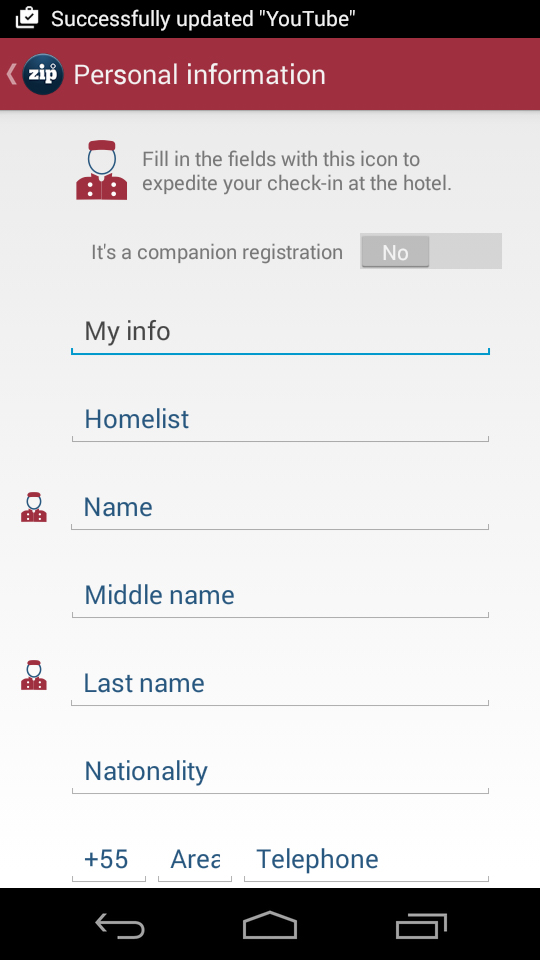 Successfully updated "YouTube"
zip
Personal information
Fill in the fields with this icon to
expedite your check-in at the hotel.
It's a companion registration
No
My info
Homelist
Name
Middle name
Last name
Nationality
+55 Area Telephone